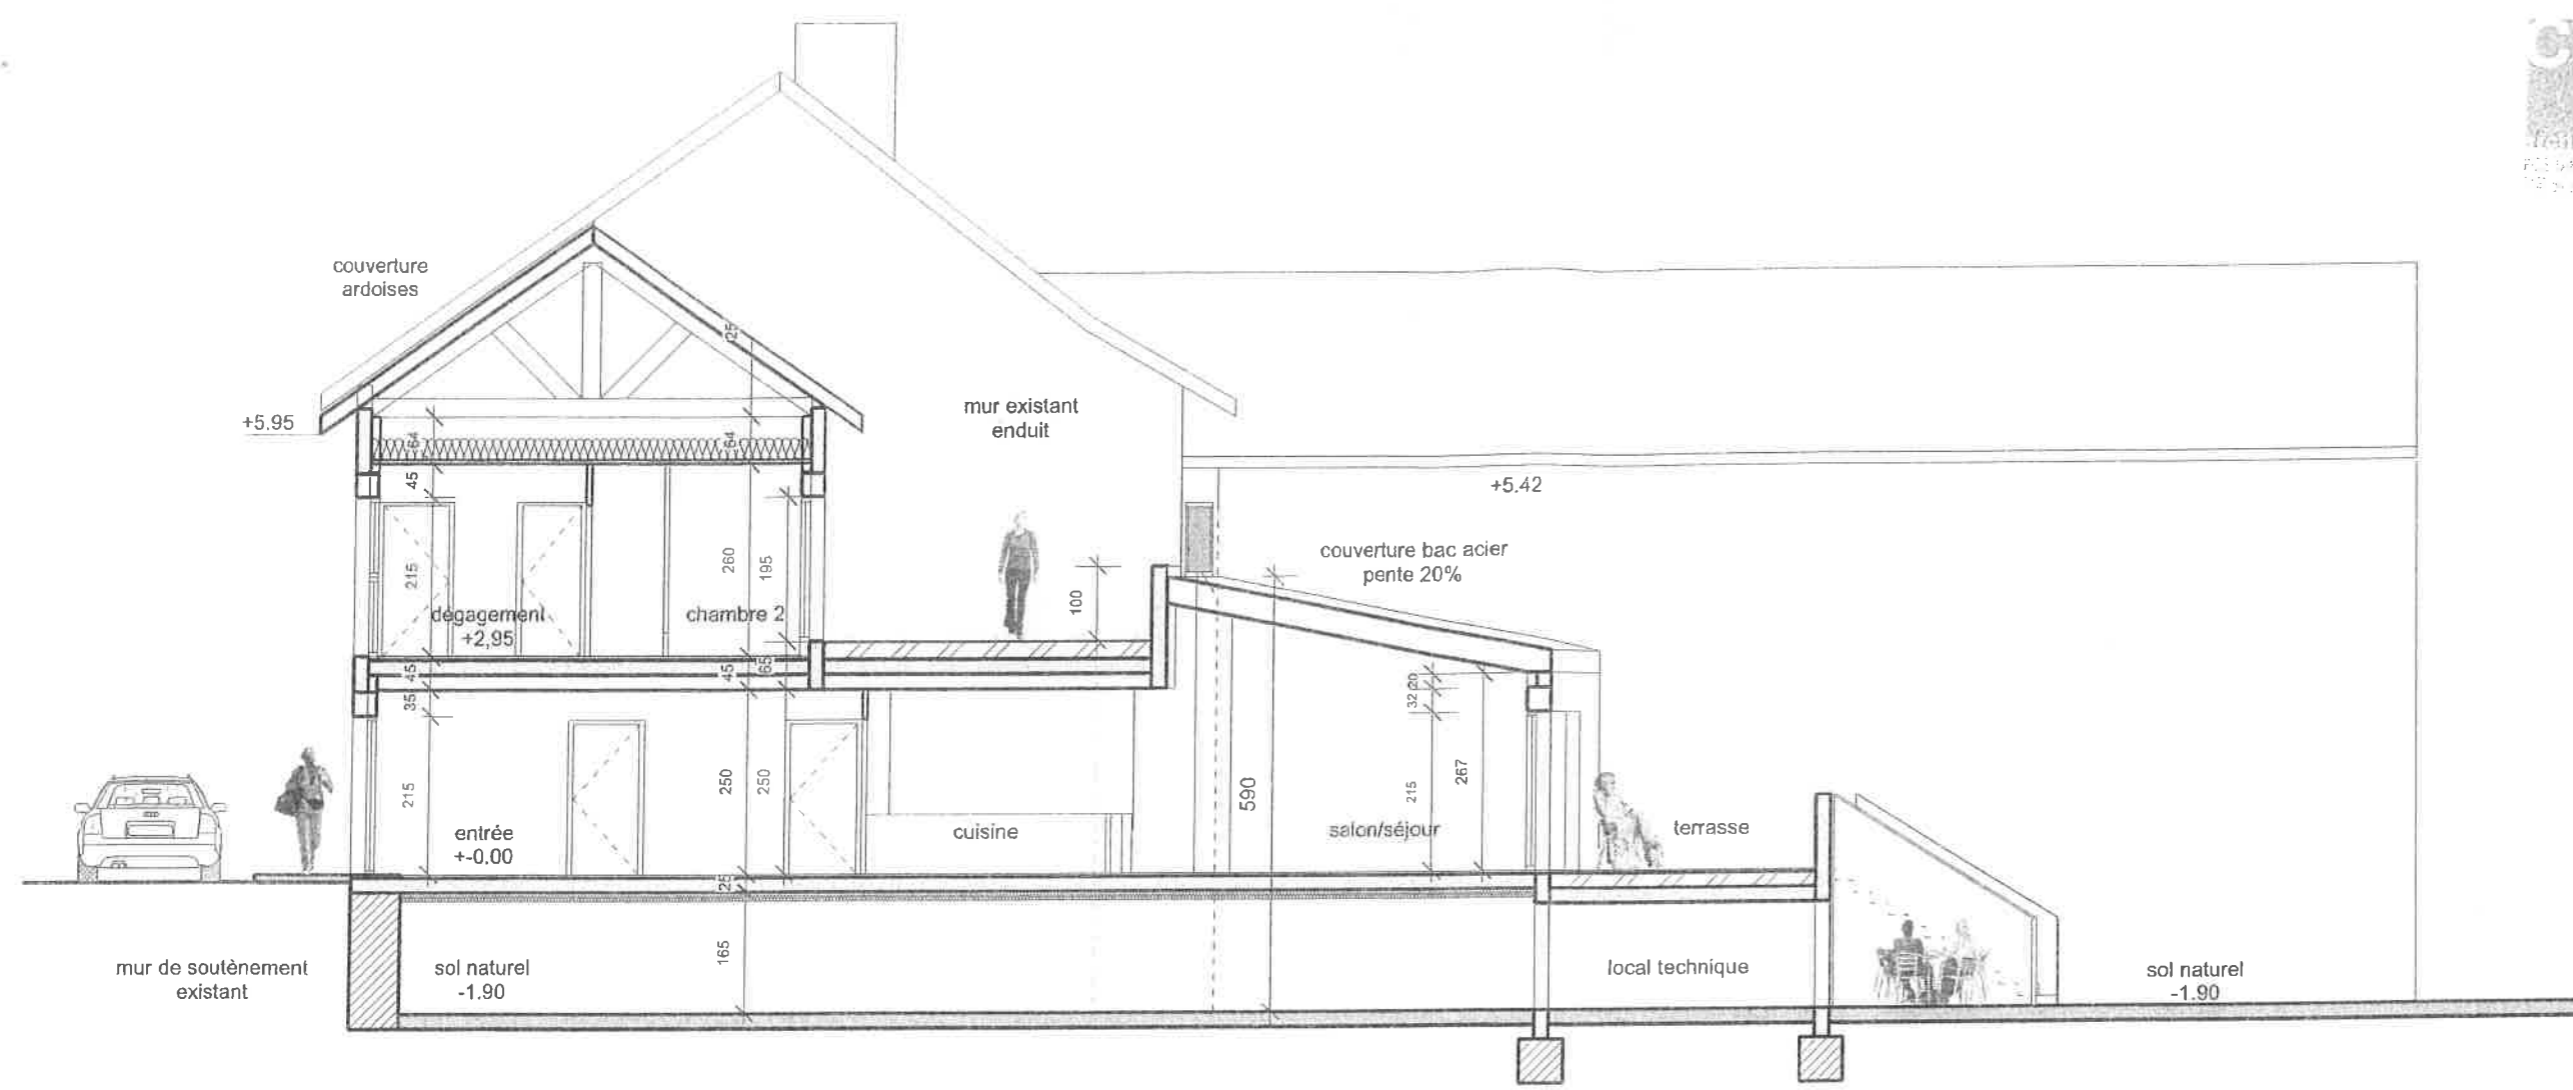 couverture
ardoises
25
+5.95
64
64
mur existant
enduit
45
+5.42
couverture bac acier
pente 20%
215
260
195
100
dégagement
+2,95
chambre 2
45
45
65
35
20
32
215
250
250
590
215
267
entrée
+-0.00
cuisine
salon/séjour
terrasse
25
165
mur de soutènement
existant
sol naturel
-1.90
local technique
sol naturel
-1.90